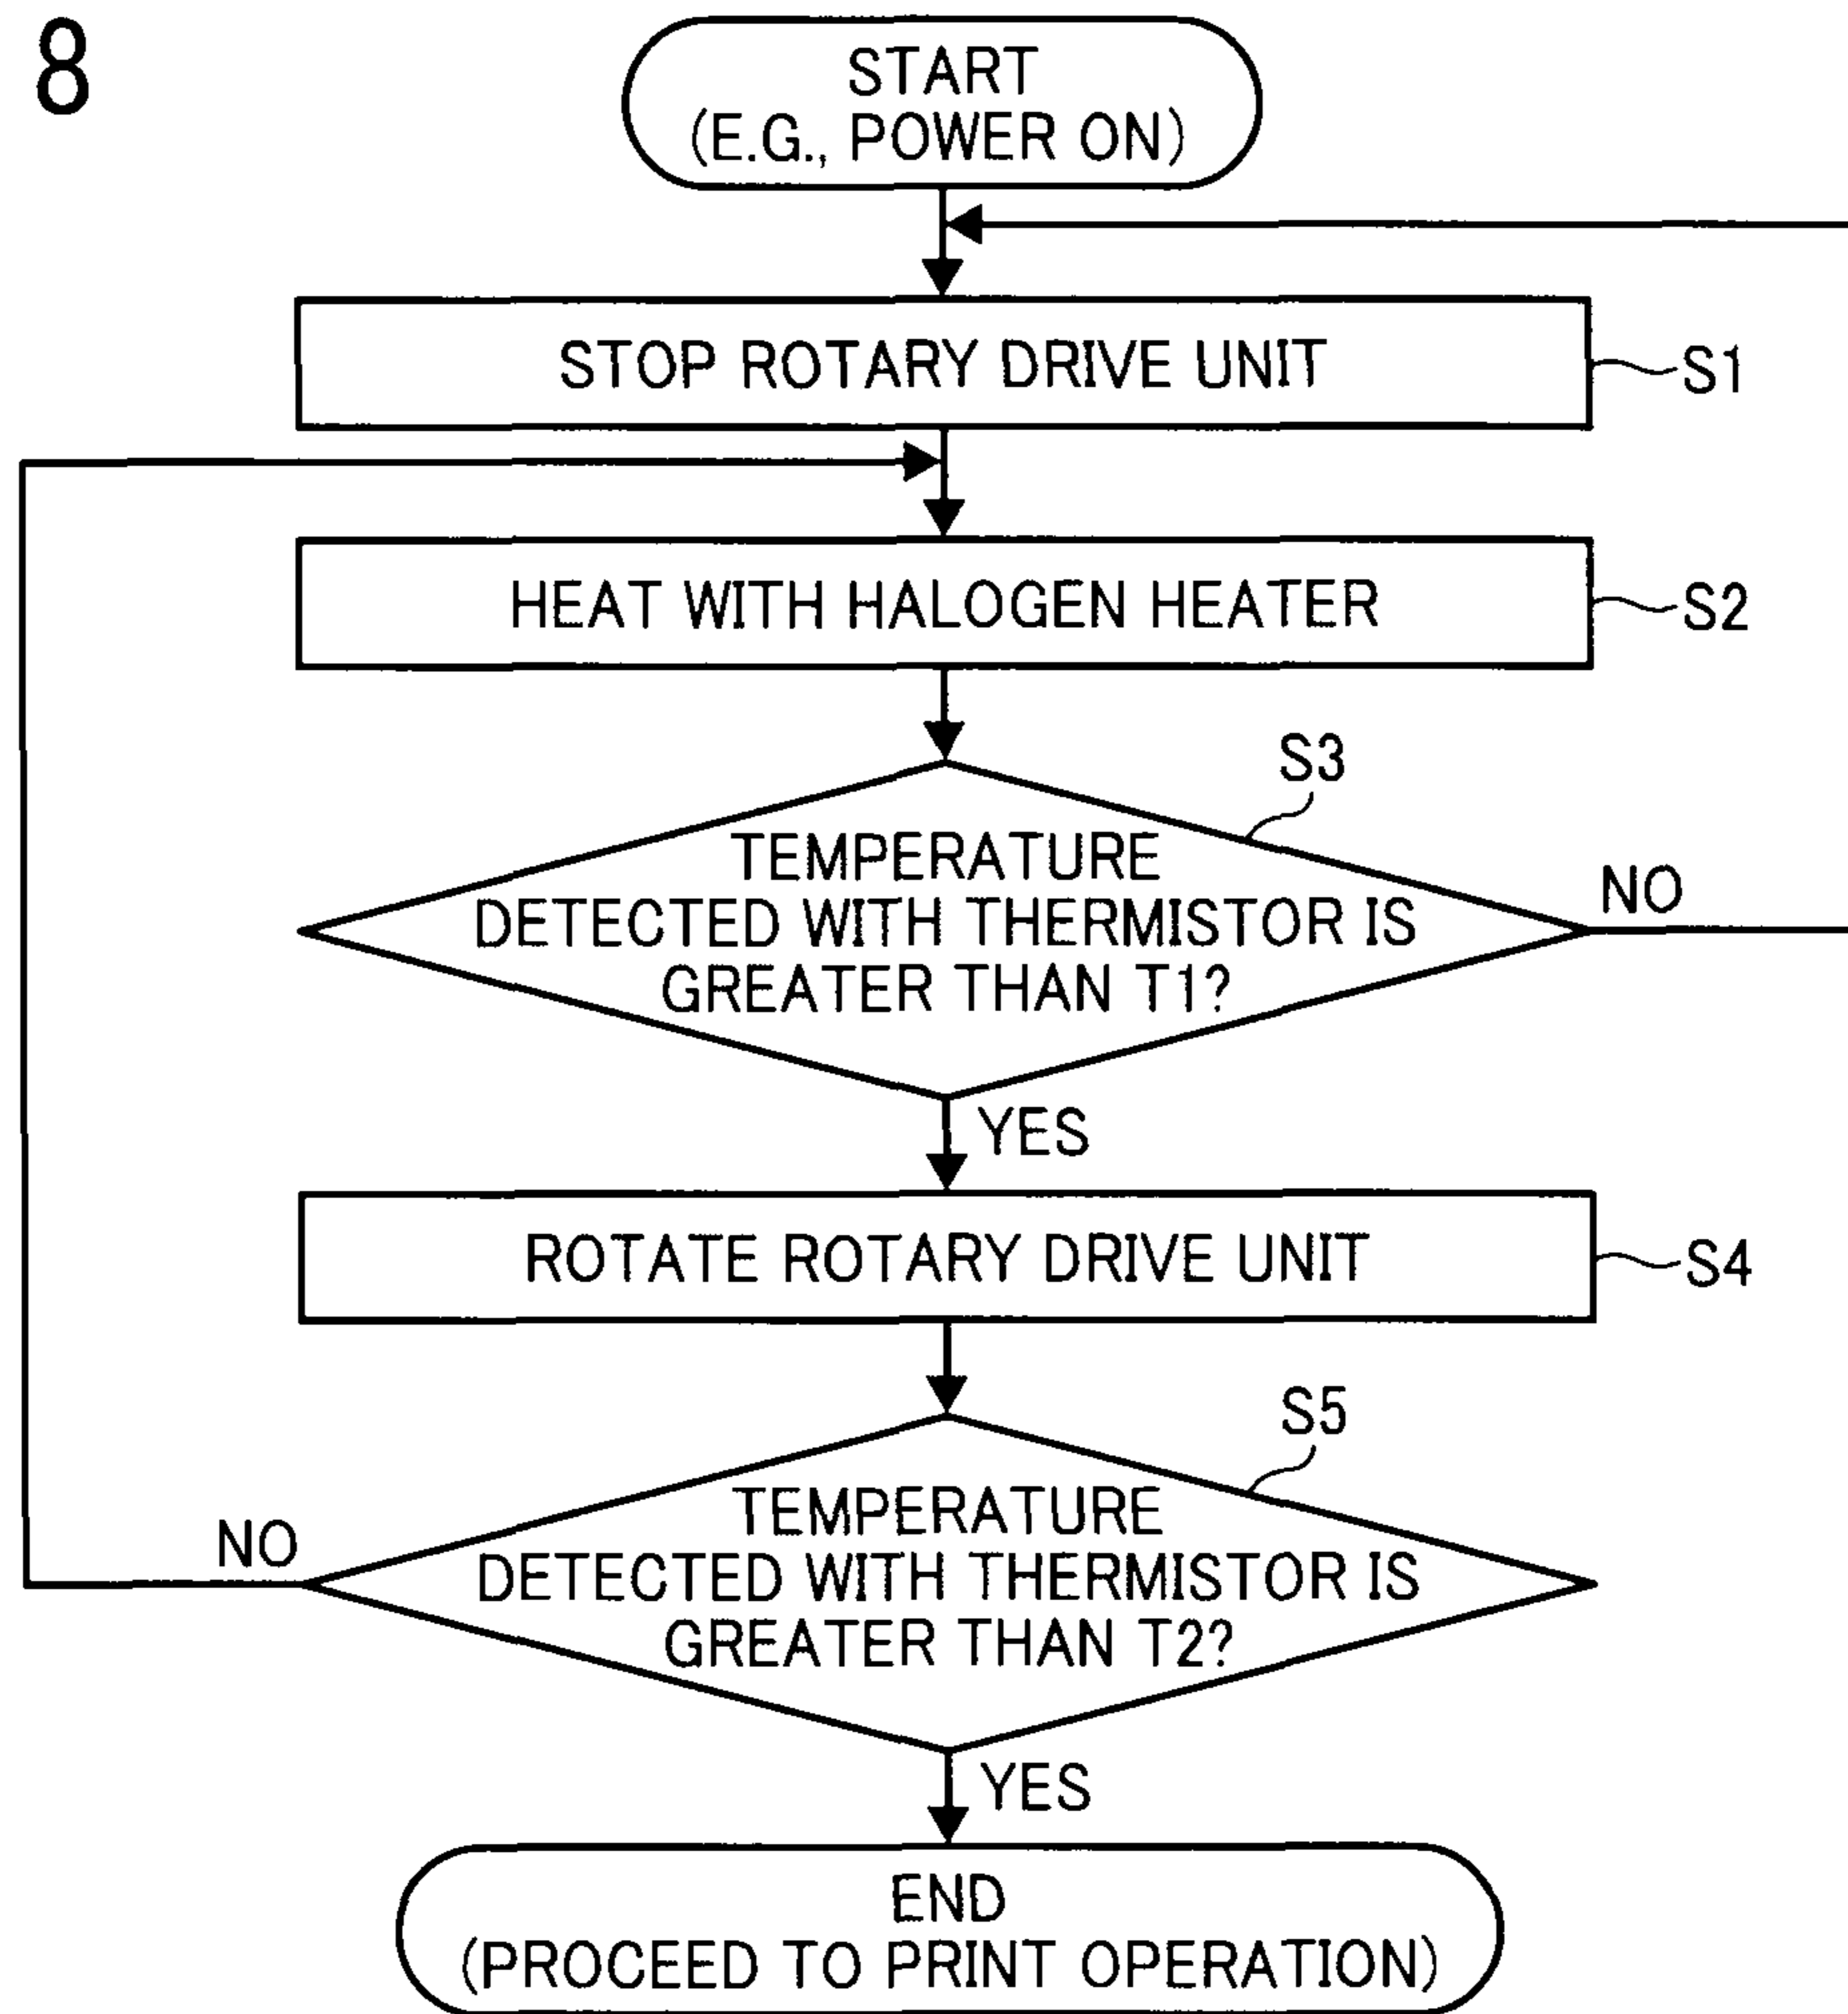 8
START
(E.G., POWER ON)
STOP ROTARY DRIVE UNIT
S1
HEAT WITH HALOGEN HEATER
S2
S3
TEMPERATURE
DETECTED WITH THERMISTOR IS
GREATER THAN T1?
NO
YES
ROTATE ROTARY DRIVE UNIT
S4
S5
TEMPERATURE
DETECTED WITH THERMISTOR IS
GREATER THAN T2?
NO
YES
END
(PROCEED TO PRINT OPERATION)